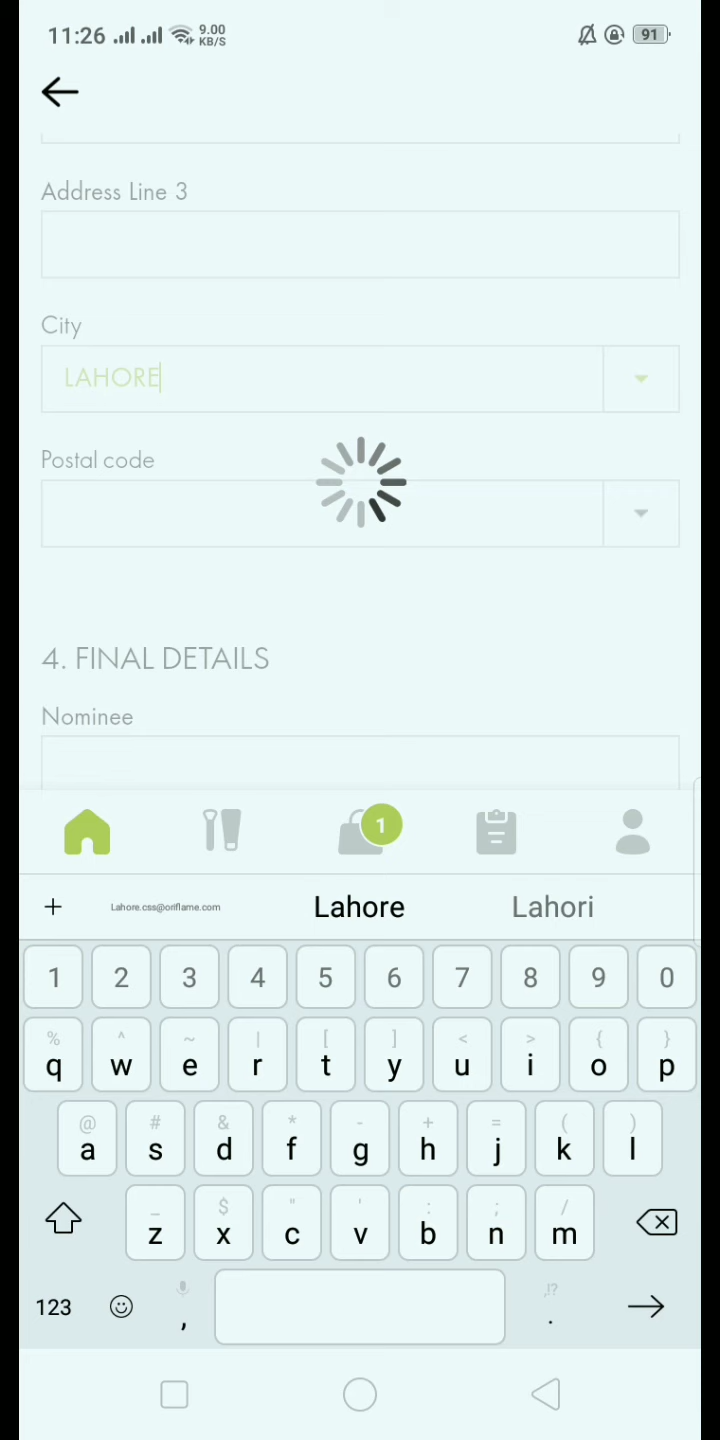 11:26 9.00 KB/S 91
Address Line 3
City
LAHORE
Postal code
4. FINAL DETAILS
Nominee
1
+ Lahore.css@oriflame.com Lahore Lahori
1 2 3 4 5 6 7 8 9 0
% ^ ~ | [ ] < > { }
q w e r t y u i o p
@ # & * - + = ( )
a s d f g h j k l
_ $ " ' : ; /
z x c v b n m
,!?
123 , .